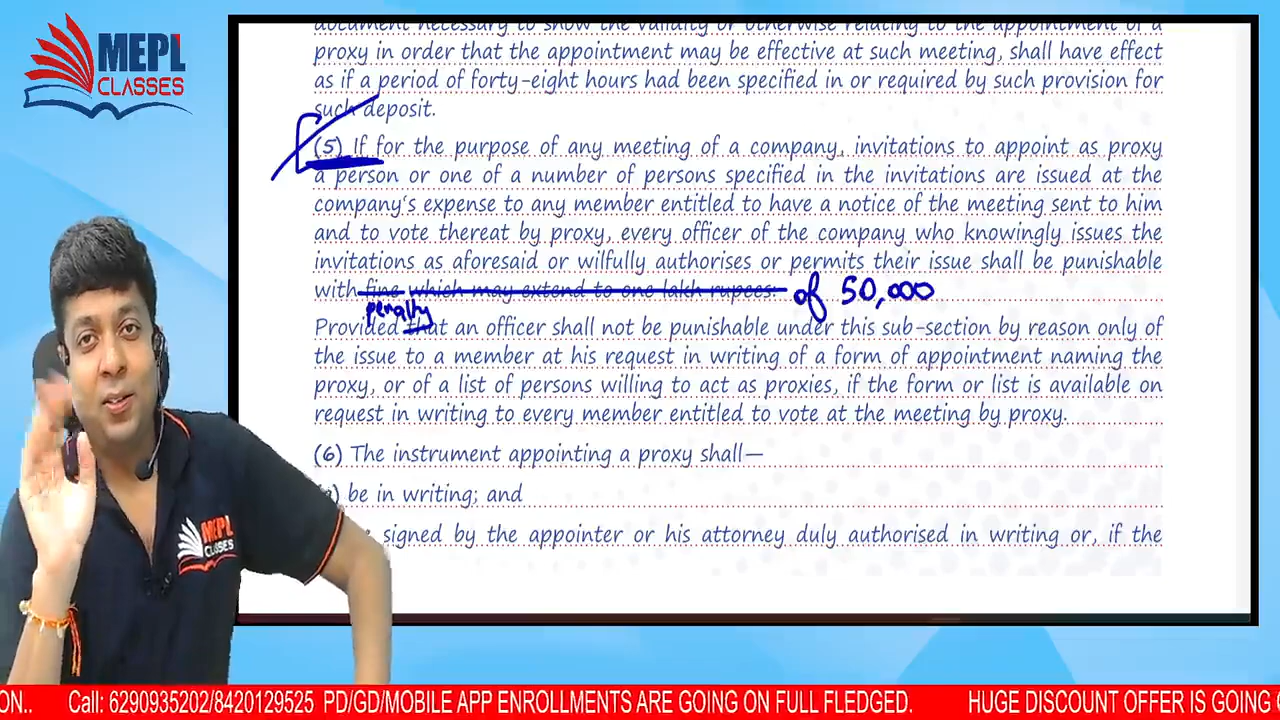 MEPL
CLASSES
document necessary to show the validity or otherwise relating to the appointment of a
proxy in order that the appointment may be effective at such meeting, shall have effect
as if a period of forty-eight hours had been specified in or required by such provision for
such deposit.
(5) If for the purpose of any meeting of a company, invitations to appoint as proxy
a person or one of a number of persons specified in the invitations are issued at the
company's expense to any member entitled to have a notice of the meeting sent to him
and to vote thereat by proxy, every officer of the company who knowingly issues the
invitations as aforesaid or wilfully authorises or permits their issue shall be punishable
with fine which may extend to one lakh rupees. of 50,000
penalty
Provided that an officer shall not be punishable under this sub-section by reason only of
the issue to a member at his request in writing of a form of appointment naming the
proxy, or of a list of persons willing to act as proxies, if the form or list is available on
request in writing to every member entitled to vote at the meeting by proxy.
(6) The instrument appointing a proxy shall—
be in writing; and
signed by the appointer or his attorney duly authorised in writing or, if the
MEPL
CLASSES
ON.. Call: 6290935202/8420129525 PD/GD/MOBILE APP ENROLLMENTS ARE GOING ON FULL FLEDGED. HUGE DISCOUNT OFFER IS GOING